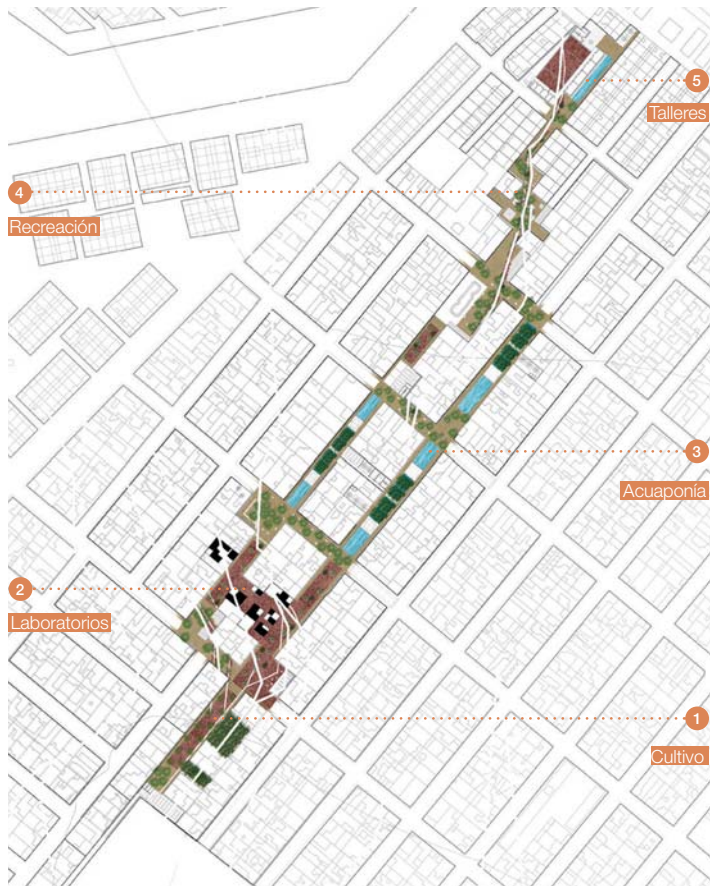 5
Talleres
4
Recreación
3
Acuaponía
2
Laboratorios
1
Cultivo